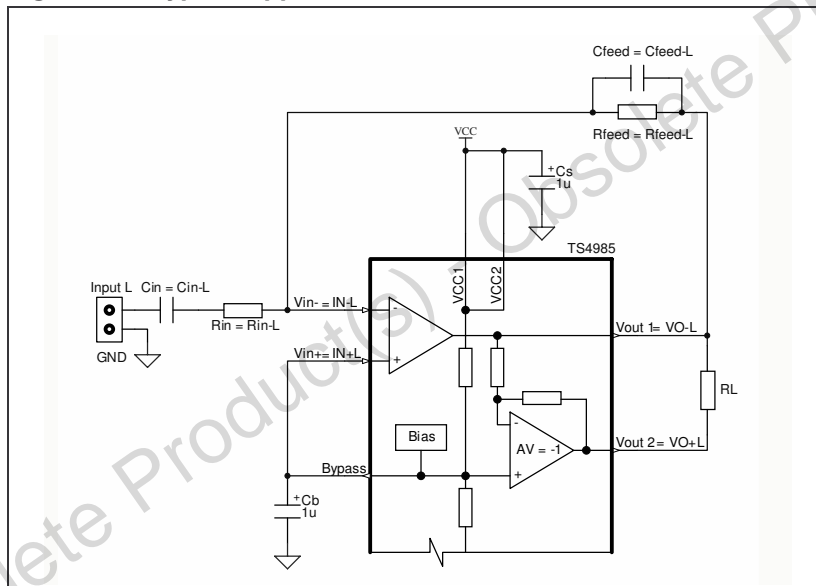 Cfeed = Cfeed-L
Rfeed = Rfeed-L
VCC
+
Cs
1u
TS4985
VCC1
VCC2
Input L
Cin = Cin-L
Rin = Rin-L
GND
Vin- = IN-L
-
Vin+= IN+L
+
Vout 1= VO-L
RL
Bias
-
AV = -1
+
Vout 2= VO+L
Bypass
+
Cb
1u
Obsolete Product(s) - Obsolete Pr